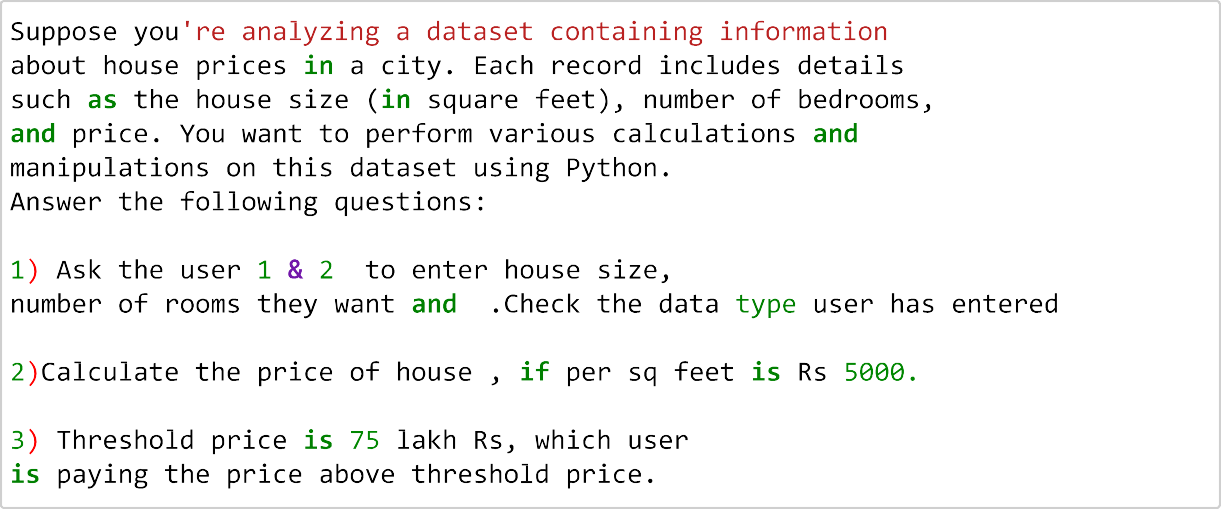 Suppose you're analyzing a dataset containing information
about house prices in a city. Each record includes details
such as the house size (in square feet), number of bedrooms,
and price. You want to perform various calculations and
manipulations on this dataset using Python.
Answer the following questions:
1) Ask the user 1 & 2  to enter house size,
number of rooms they want and  .Check the data type user has entered
2)Calculate the price of house , if per sq feet is Rs 5000.
3) Threshold price is 75 lakh Rs, which user
is paying the price above threshold price.